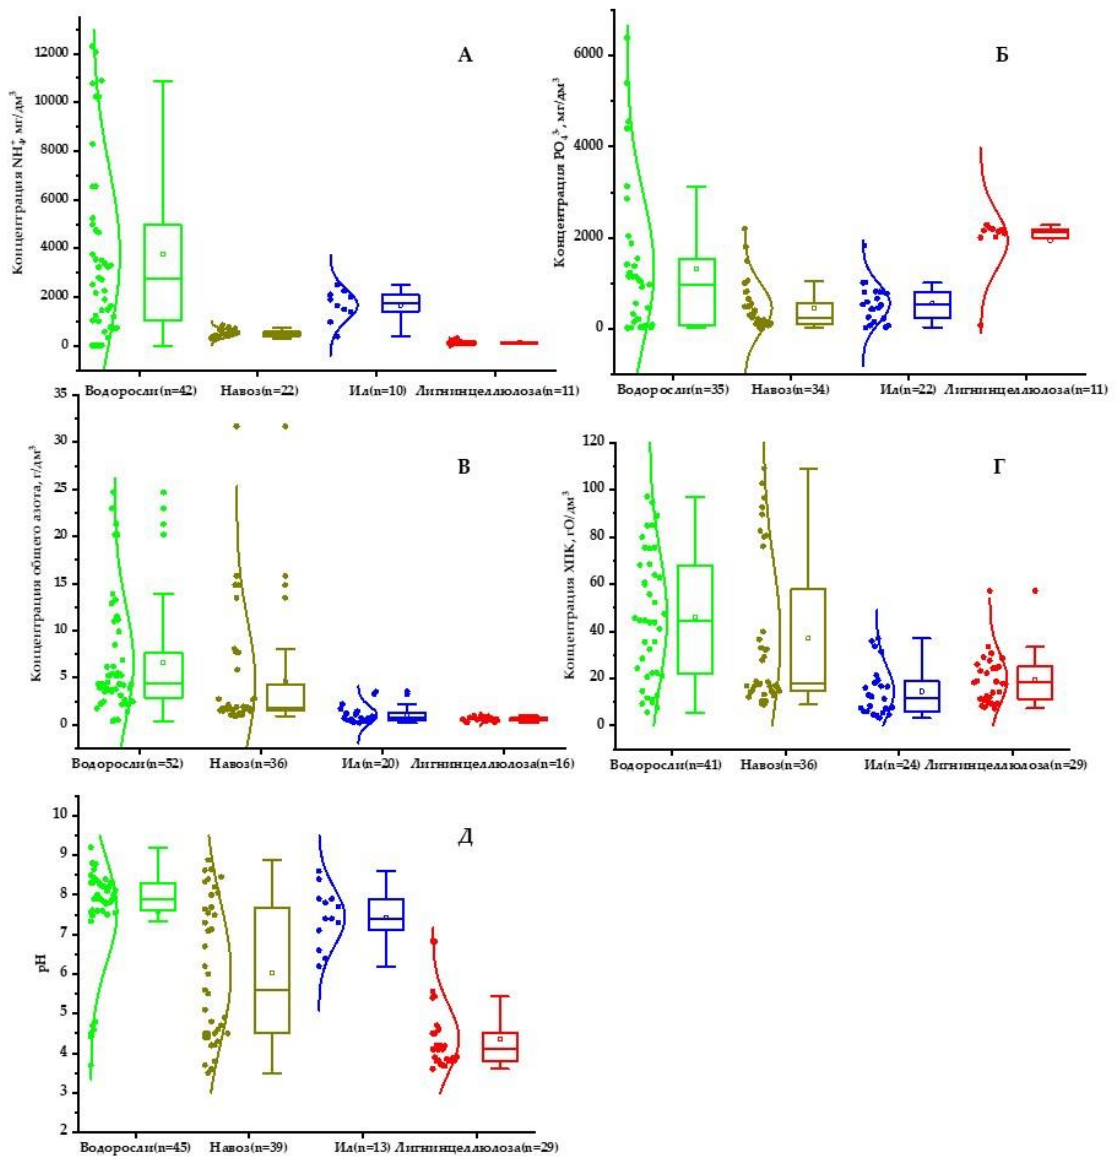 А
Концентрация NH₄⁺, мг/дм³
12000
10000
8000
6000
4000
2000
0
Водоросли(n=42) Навоз(n=22) Ил(n=10) Лигнинцеллюлоза(n=11)
Б
Концентрация PO₄³⁻, мг/дм³
6000
4000
2000
0
Водоросли(n=35) Навоз(n=34) Ил(n=22) Лигнинцеллюлоза(n=11)
В
Концентрация общего азота, г/дм³
35
30
25
20
15
10
5
0
Водоросли(n=52) Навоз(n=36) Ил(n=20) Лигнинцеллюлоза(n=16)
Г
Концентрация ХПК, гО/дм³
120
100
80
60
40
20
0
Водоросли(n=41) Навоз(n=36) Ил(n=24) Лигнинцеллюлоза(n=29)
Д
pH
10
9
8
7
6
5
4
3
2
Водоросли(n=45) Навоз(n=39) Ил(n=13) Лигнинцеллюлоза(n=29)